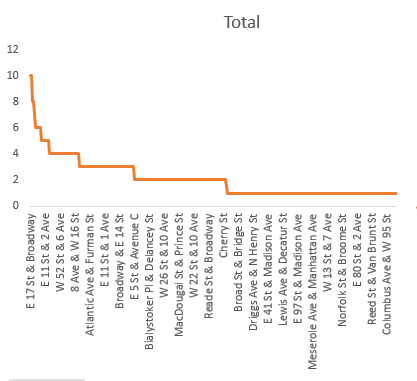 Total
12
10
8
6
4
2
0
E 17 St & Broadway
E 11 St & 2 Ave
W 52 St & 6 Ave
8 Ave & W 16 St
Atlantic Ave & Furman St
E 11 St & 1 Ave
Broadway & E 14 St
E 5 St & Avenue C
Bialystoker Pl & Delancey St
W 26 St & 10 Ave
MacDougal St & Prince St
W 22 St & 10 Ave
Reade St & Broadway
Cherry St
Broad St & Bridge St
Driggs Ave & N Henry St
E 41 St & Madison Ave
Lewis Ave & Decatur St
E 97 St & Madison Ave
Meserole Ave & Manhattan Ave
W 13 St & 7 Ave
Norfolk St & Broome St
E 80 St & 2 Ave
Reed St & Van Brunt St
Columbus Ave & W 95 St